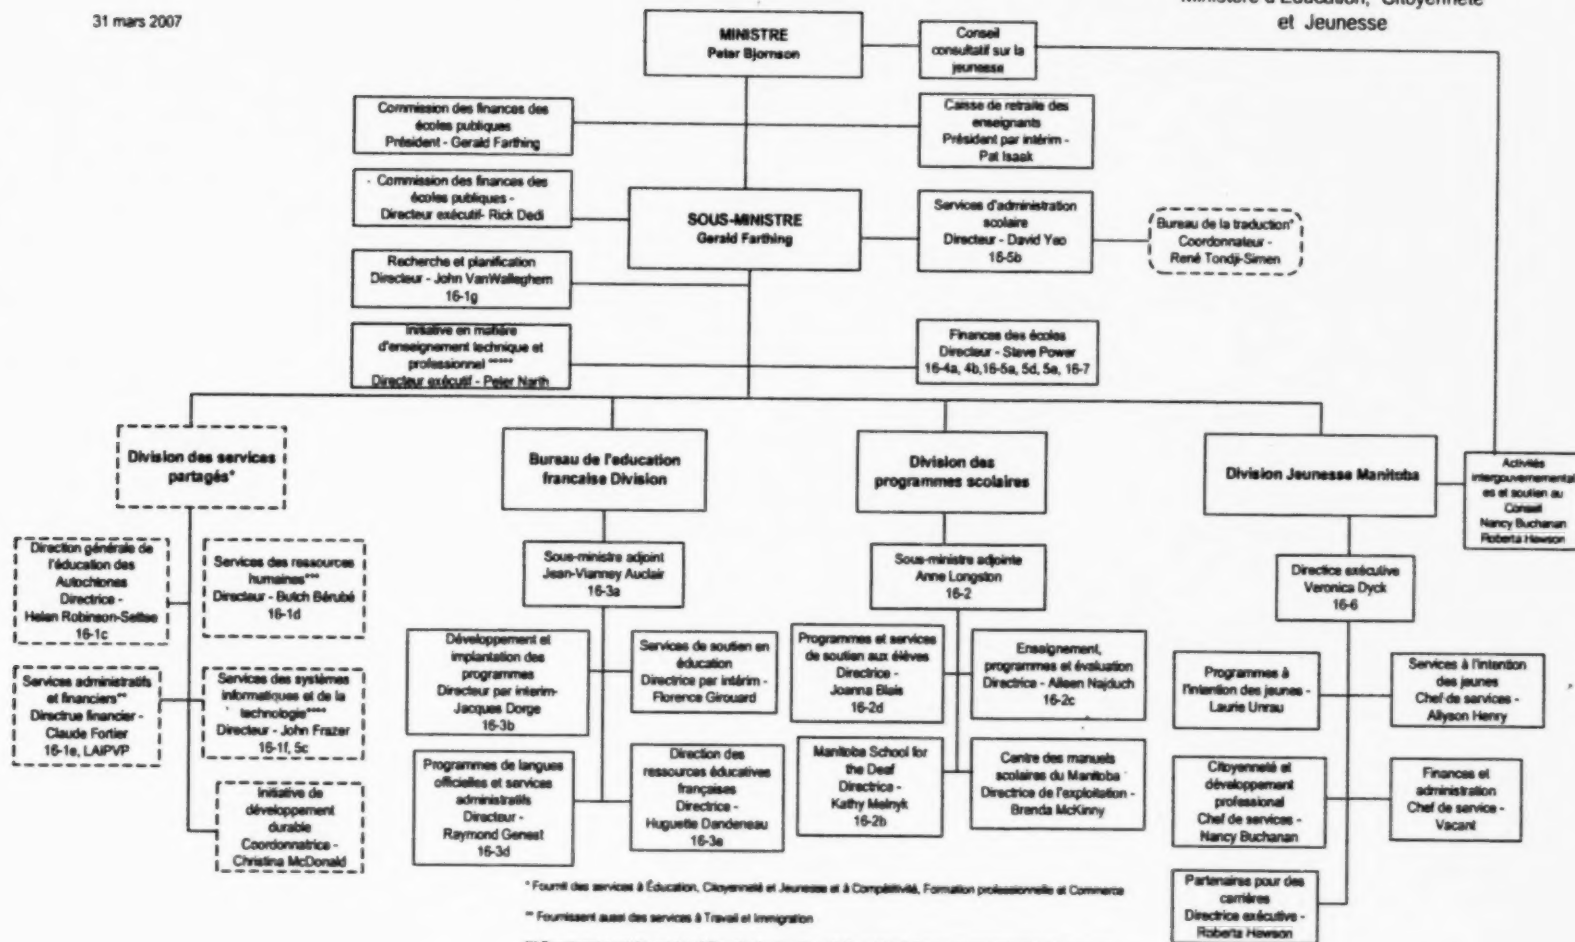 31 mars 2007
Ministère d'Éducation, Citoyenneté
et Jeunesse
MINISTRE
Peter Bjornson
Conseil
consultatif sur la
jeunesse
Commission des finances des
écoles publiques
Président - Gerald Farthing
Caisse de retraite des
enseignants
Président par intérim -
Pat Isaak
Commission des finances des
écoles publiques -
Directeur exécutif- Rick Dedi
SOUS-MINISTRE
Gerald Farthing
Services d'administration
scolaire
Directeur - David Yeo
16-5b
Bureau de la traduction*
Coordonnateur -
René Tondji-Simen
Recherche et planification
Directeur - John VanWalleghem
16-1g
Initiative en matière
d'enseignement technique et
professionnel *****
Directeur exécutif - Peter Narth
Finances des écoles
Directeur - Steve Power
16-4a, 4b,16-5a, 5d, 5e, 16-7
Division des services
partagés*
Bureau de l'education
francaise Division
Division des
programmes scolaires
Division Jeunesse Manitoba
Activités
intergouvernemental
es et soutien au
Conseil
Nancy Buchanan
Roberta Hewson
Direction générale de
l'éducation des
Autochtones
Directrice -
Helen Robinson-Settee
16-1c
Services des ressources
humaines***
Directeur - Butch Bérubé
16-1d
Sous-ministre adjoint
Jean-Vianney Auclair
16-3a
Sous-ministre adjointe
Anne Longston
16-2
Directice exécutive
Veronica Dyck
16-6
Services administratifs
et financiers**
Directrue financier -
Claude Fortier
16-1e, LAIPVP
Services des systèmes
informatiques et de la
technologie****
Directeur - John Frazer
16-1f, 5c
Développement et
implantation des
programmes
Directeur par interim-
Jacques Dorge
16-3b
Services de soutien en
éducation
Directrice par intérim -
Florence Girouard
Programmes et services
de soutien aux élèves
Directrice -
Joanna Blais
16-2d
Enseignement,
programmes et évaluation
Directrice - Aileen Najduch
16-2c
Programmes à
l'intention des jeunes -
Laurie Unrau
Services à l'intention
des jeunes
Chef de services -
Allyson Henry
Initiative de
développement
durable
Coordonnatrice -
Christina McDonald
Programmes de langues
officielles et services
administratifs
Directeur -
Raymond Genest
16-3d
Direction des
ressources éducatives
françaises
Directrice -
Huguette Dandeneau
16-3e
Manitoba School for
the Deaf
Directrice -
Kathy Melnyk
16-2b
Centre des manuels
scolaires du Manitoba
Directrice de l'exploitation -
Brenda McKinny
Citoyenneté et
développement
professional
Chef de services -
Nancy Buchanan
Finances et
administration
Chef de service -
Vacant
Partenaires pour des
carrières
Directrice exécutive -
Roberta Hewson
* Fournit des services à Éducation, Citoyenneté et Jeunesse et à Compétitivité, Formation professionnelle et Commerce
** Fournissent aussi des services à Travail et Immigration